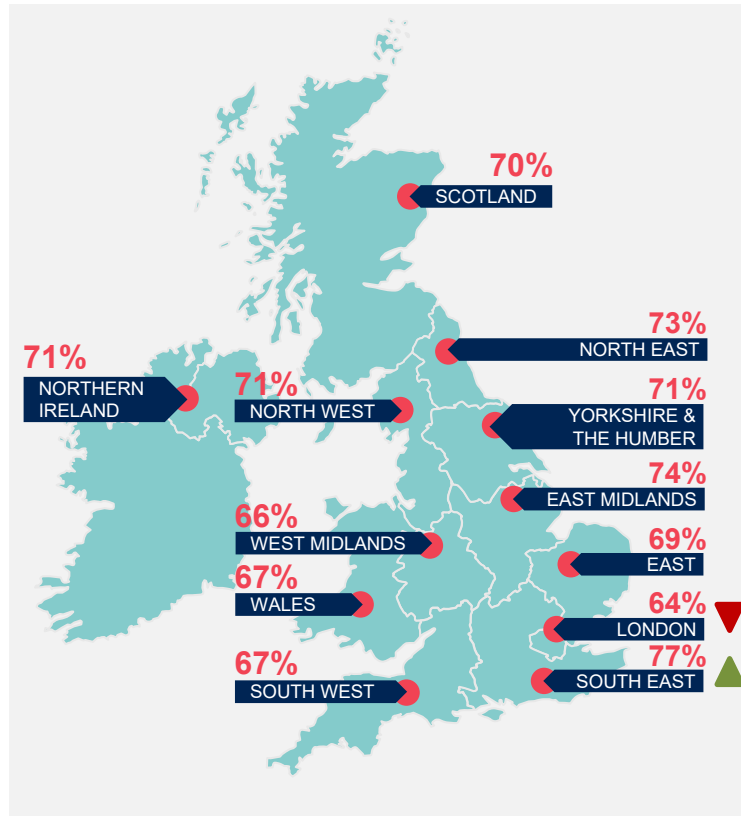 70%
SCOTLAND
73%
NORTH EAST
71%
NORTHERN
IRELAND
71%
NORTH WEST
71%
YORKSHIRE &
THE HUMBER
74%
EAST MIDLANDS
66%
WEST MIDLANDS
69%
EAST
67%
WALES
64%
LONDON
67%
SOUTH WEST
77%
SOUTH EAST